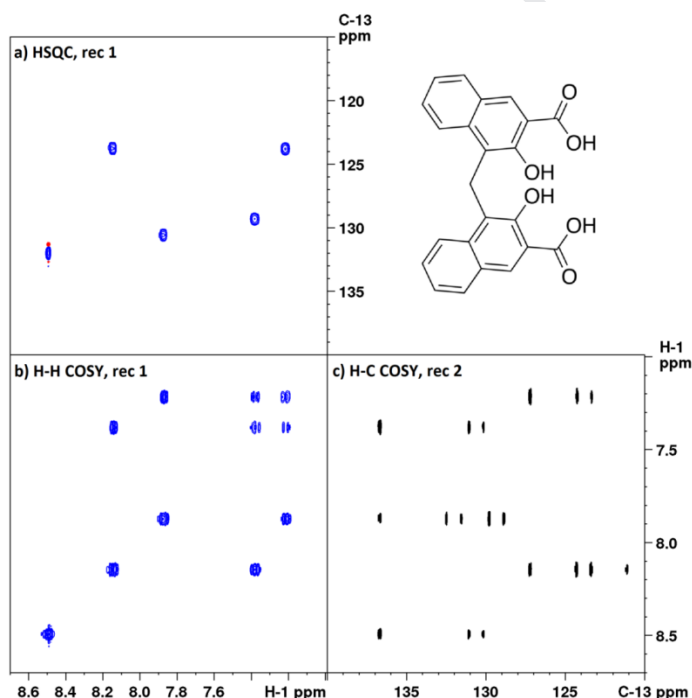 C-13
ppm
a) HSQC, rec 1
120
125
130
135
O
OH
OH
OH
OH
O
H-1
ppm
b) H-H COSY, rec 1
c) H-C COSY, rec 2
7.5
8.0
8.5
8.6 8.4 8.2 8.0 7.8 7.6 H-1 ppm
135 130 125 C-13 ppm